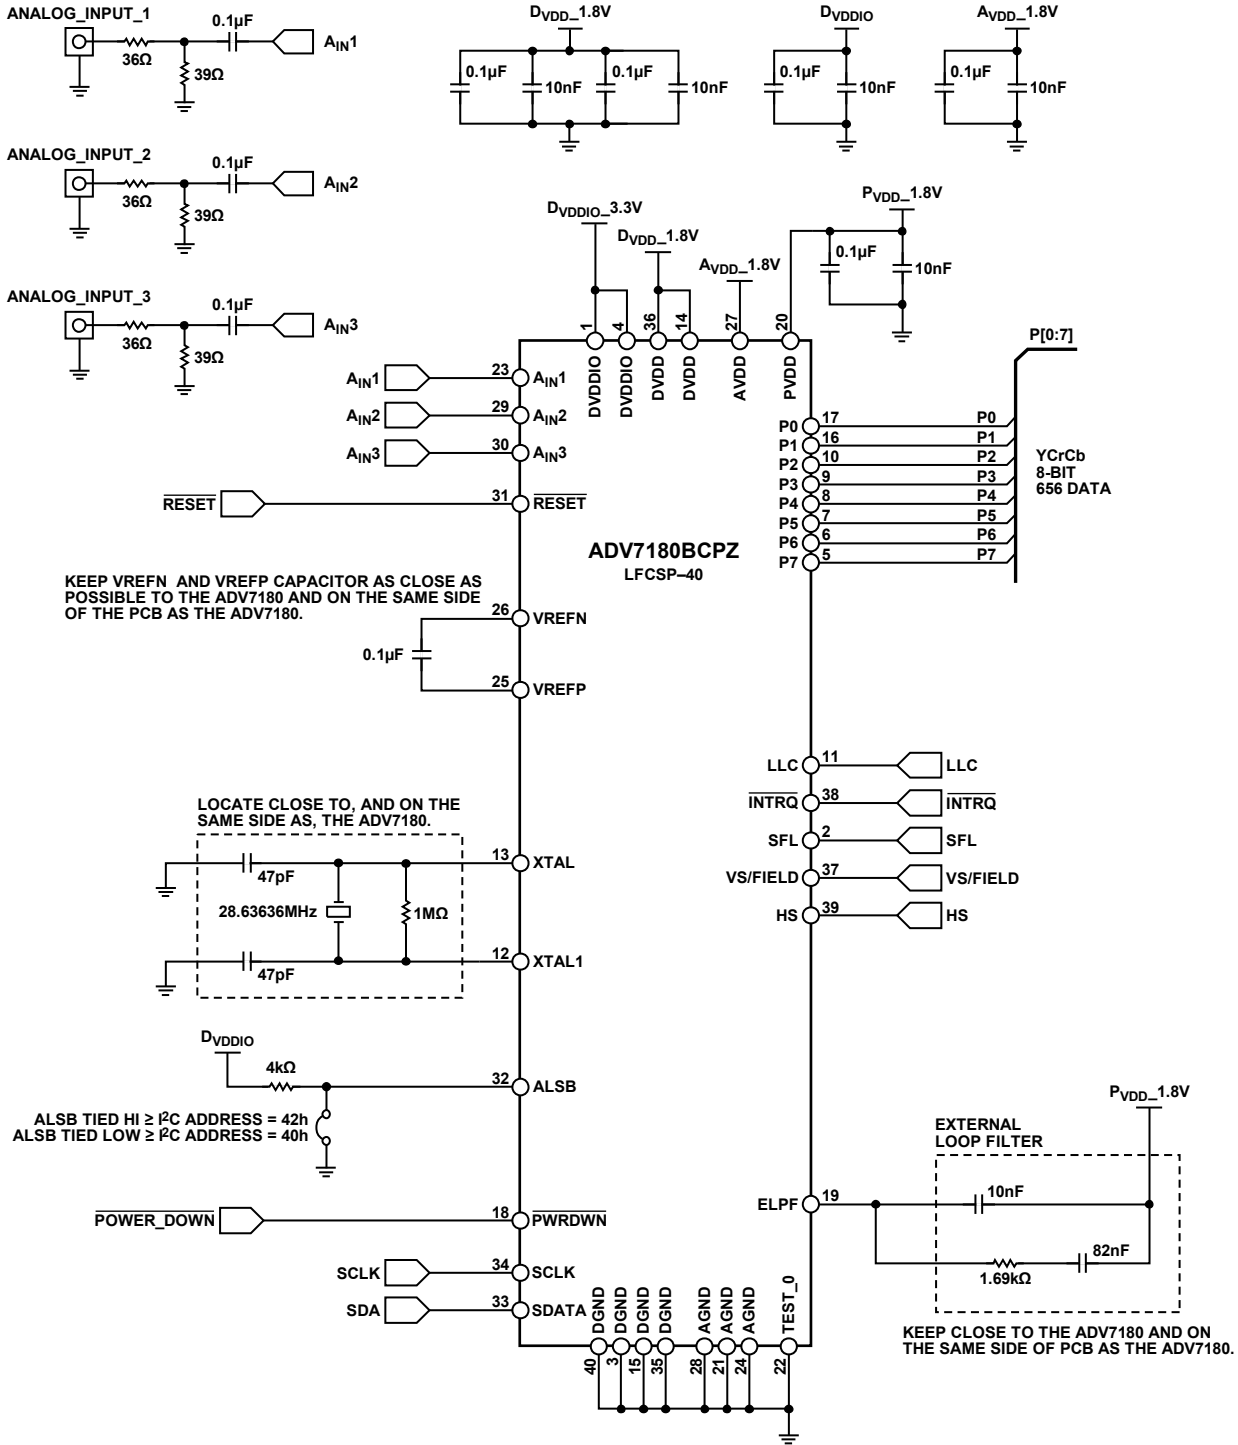 ANALOG_INPUT_1
0.1µF
36Ω
39Ω
AIN1
DVDD_1.8V
0.1µF
10nF
0.1µF
10nF
DVDDIO
0.1µF
10nF
AVDD_1.8V
0.1µF
10nF
ANALOG_INPUT_2
0.1µF
36Ω
39Ω
AIN2
ANALOG_INPUT_3
0.1µF
36Ω
39Ω
AIN3
DVDDIO_3.3V
DVDD_1.8V
AVDD_1.8V
PVDD_1.8V
0.1µF
10nF
1
4
36
14
27
20
DVDDIO
DVDDIO
DVDD
DVDD
AVDD
PVDD
AIN1
23
AIN1
AIN2
29
AIN2
AIN3
30
AIN3
RESET
31
RESET
P[0:7]
P0
17
P0
P1
16
P1
P2
10
P2
P3
9
P3
P4
8
P4
P5
7
P5
P6
6
P6
P7
5
P7
YCrCb
8-BIT
656 DATA
ADV7180BCPZ
LFCSP–40
KEEP VREFN AND VREFP CAPACITOR AS CLOSE AS
POSSIBLE TO THE ADV7180 AND ON THE SAME SIDE
OF THE PCB AS THE ADV7180.
26
VREFN
0.1µF
25
VREFP
LLC
11
LLC
INTRQ
38
INTRQ
SFL
2
SFL
VS/FIELD
37
VS/FIELD
HS
39
HS
LOCATE CLOSE TO, AND ON THE
SAME SIDE AS, THE ADV7180.
47pF
13
XTAL
28.63636MHz
1MΩ
47pF
12
XTAL1
DVDDIO
4kΩ
32
ALSB
ALSB TIED HI ≥ I2C ADDRESS = 42h
ALSB TIED LOW ≥ I2C ADDRESS = 40h
POWER_DOWN
18
PWRDWN
SCLK
34
SCLK
SDA
33
SDATA
PVDD_1.8V
EXTERNAL
LOOP FILTER
ELPF
19
10nF
82nF
1.69kΩ
KEEP CLOSE TO THE ADV7180 AND ON
THE SAME SIDE OF PCB AS THE ADV7180.
DGND
DGND
DGND
DGND
AGND
AGND
AGND
TEST_0
40
3
15
35
28
21
24
22